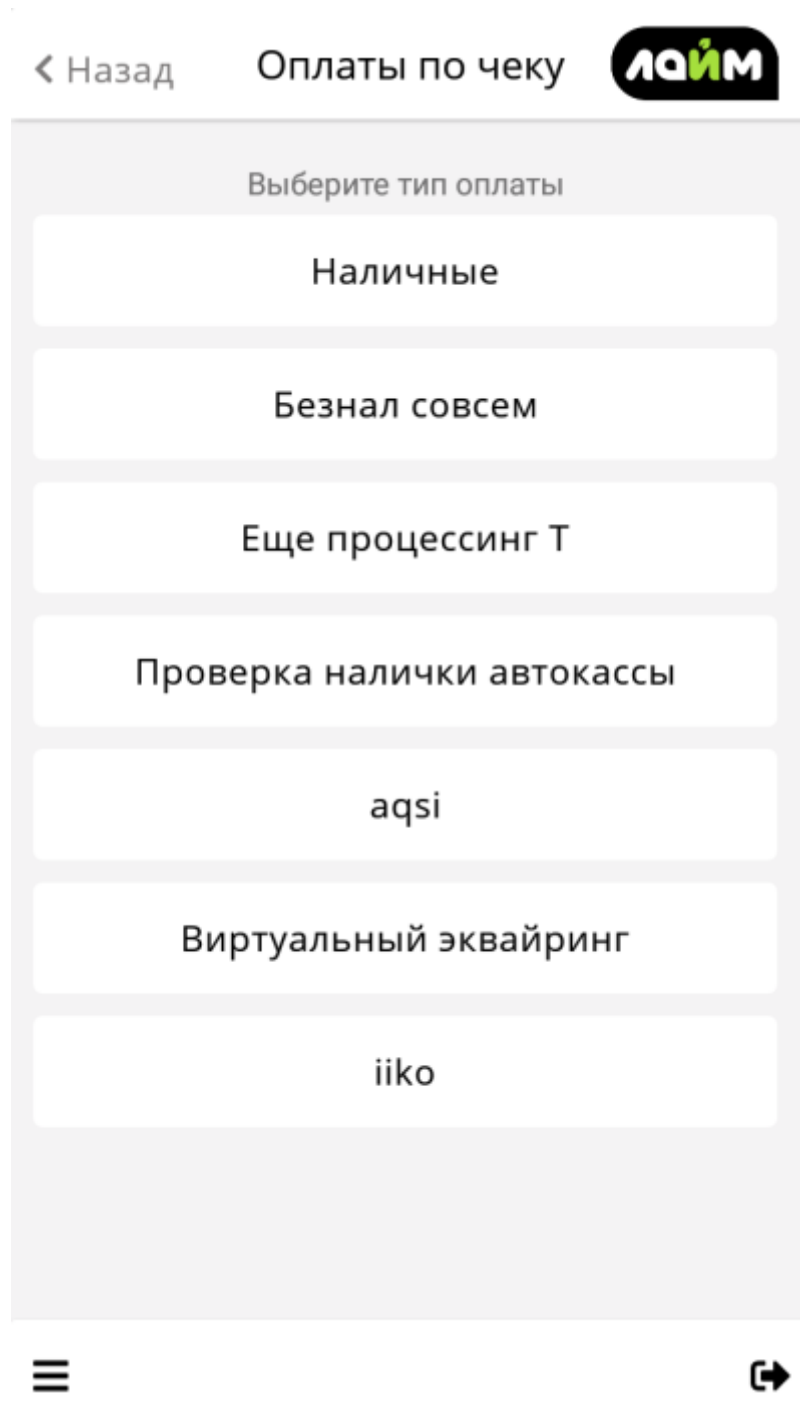 Назад
Оплаты по чеку
лайм
Выберите тип оплаты
Наличные
Безнал совсем
Еще процессинг Т
Проверка налички автокассы
aqsi
Виртуальный эквайринг
iiko